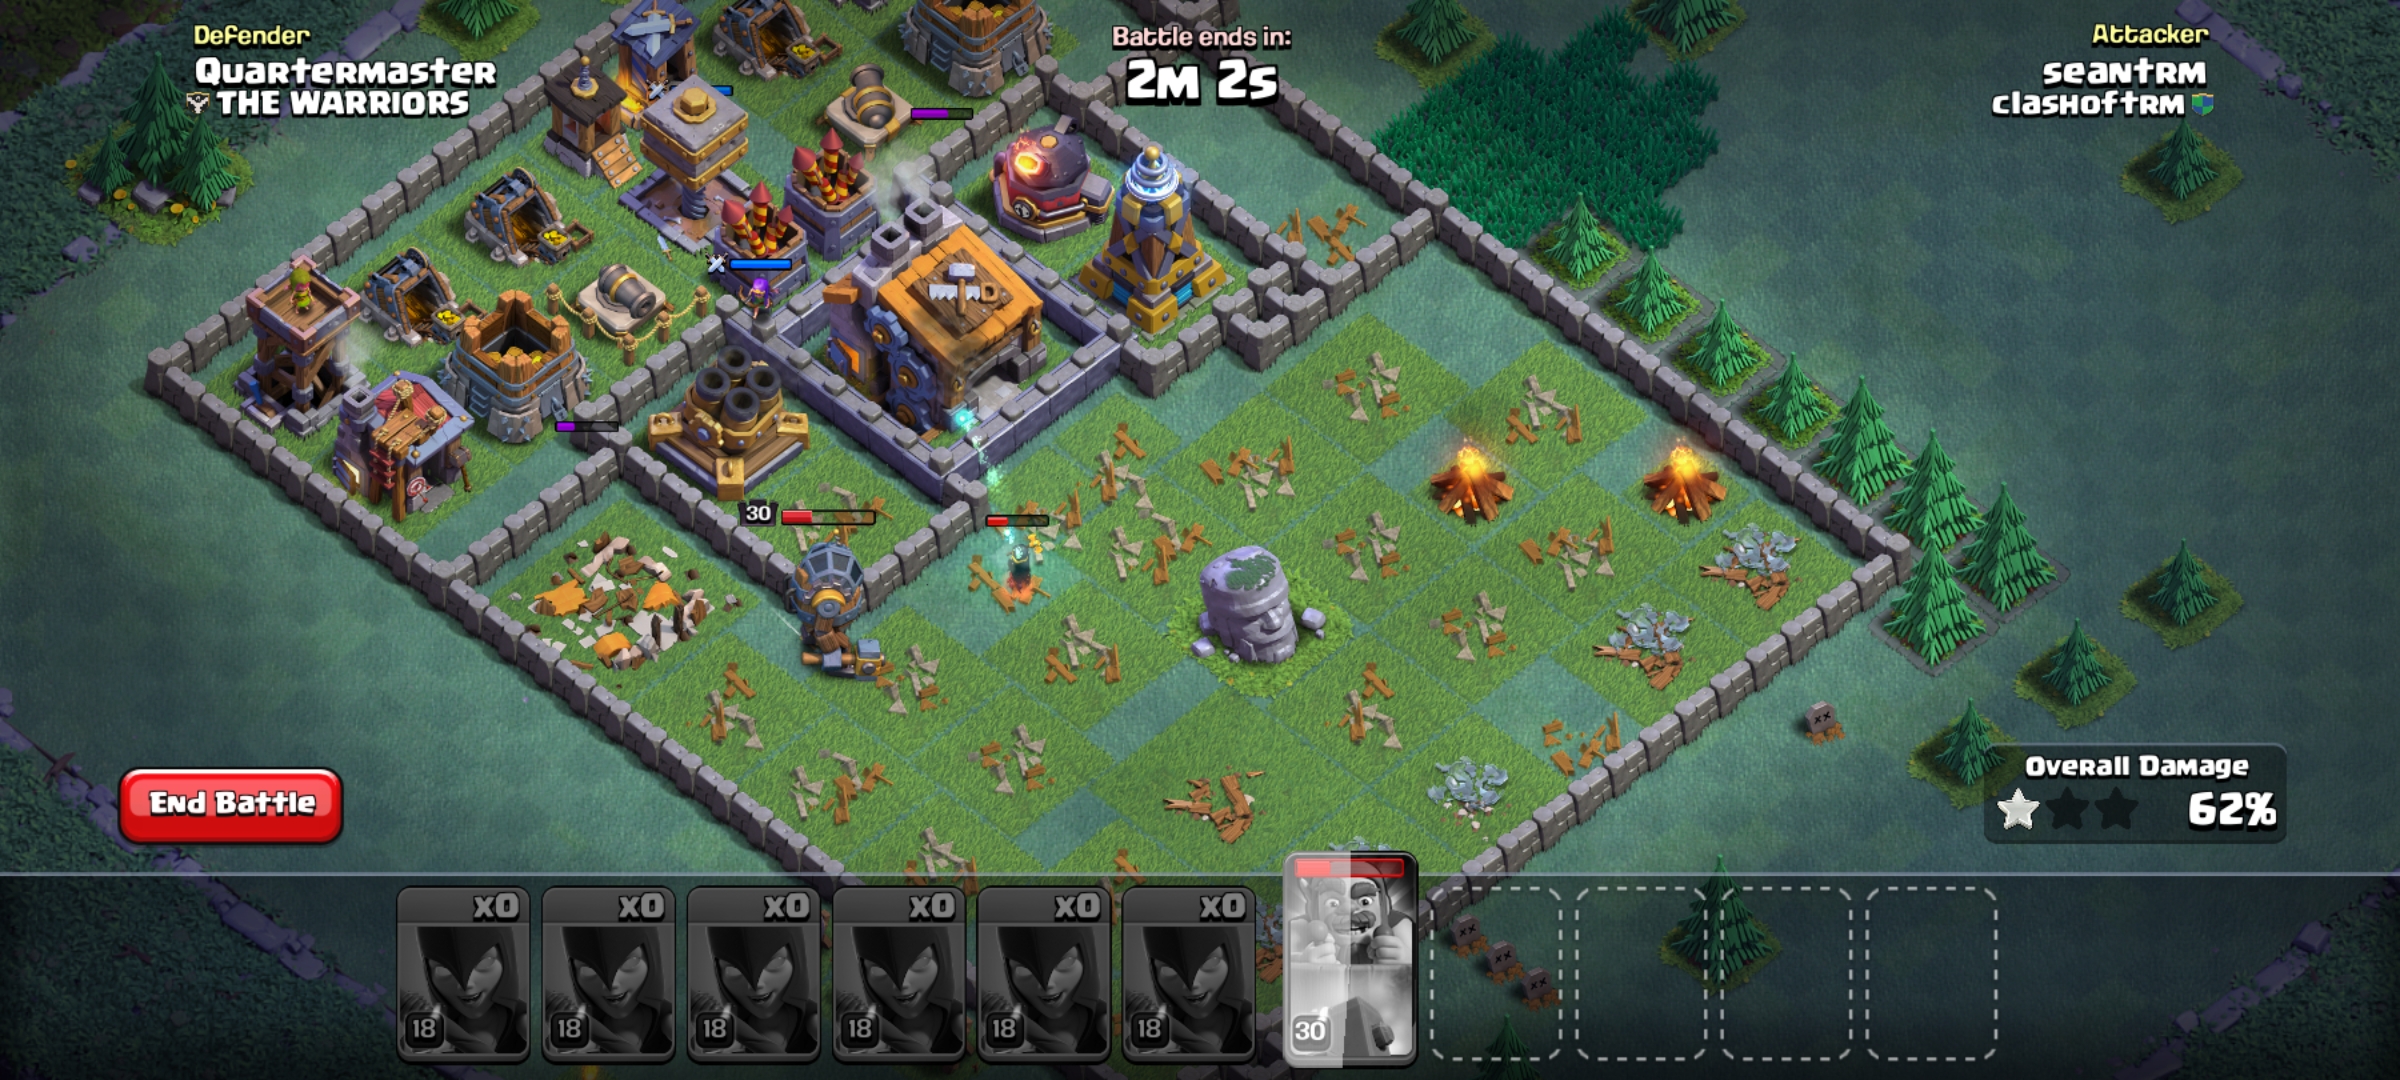 Defender
Quartermaster
THE WARRIORS
Battle ends in:
2M 2s
Attacker
seantrm
clashoftrm
30
End Battle
Overall Damage
62%
x0 x0 x0 x0 x0 x0
18 18 18 18 18 18 30